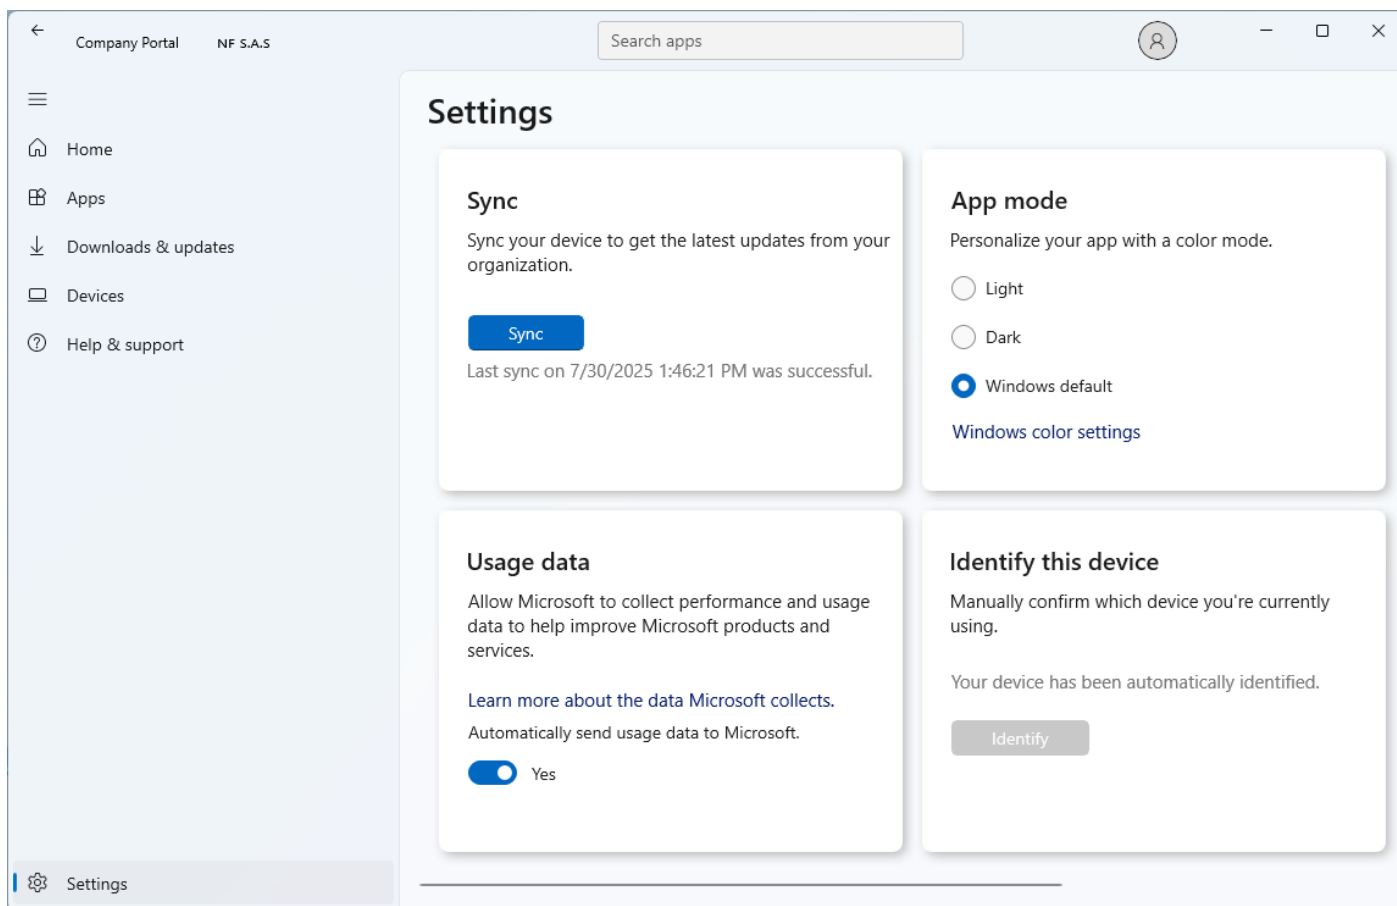 Company Portal
NF S.A.S
Search apps
Home
Apps
Downloads & updates
Devices
Help & support
Settings
Settings
Sync
Sync your device to get the latest updates from your
organization.
Sync
Last sync on 7/30/2025 1:46:21 PM was successful.
App mode
Personalize your app with a color mode.
Light
Dark
Windows default
Windows color settings
Usage data
Allow Microsoft to collect performance and usage
data to help improve Microsoft products and
services.
Learn more about the data Microsoft collects.
Automatically send usage data to Microsoft.
Yes
Identify this device
Manually confirm which device you're currently
using.
Your device has been automatically identified.
Identify